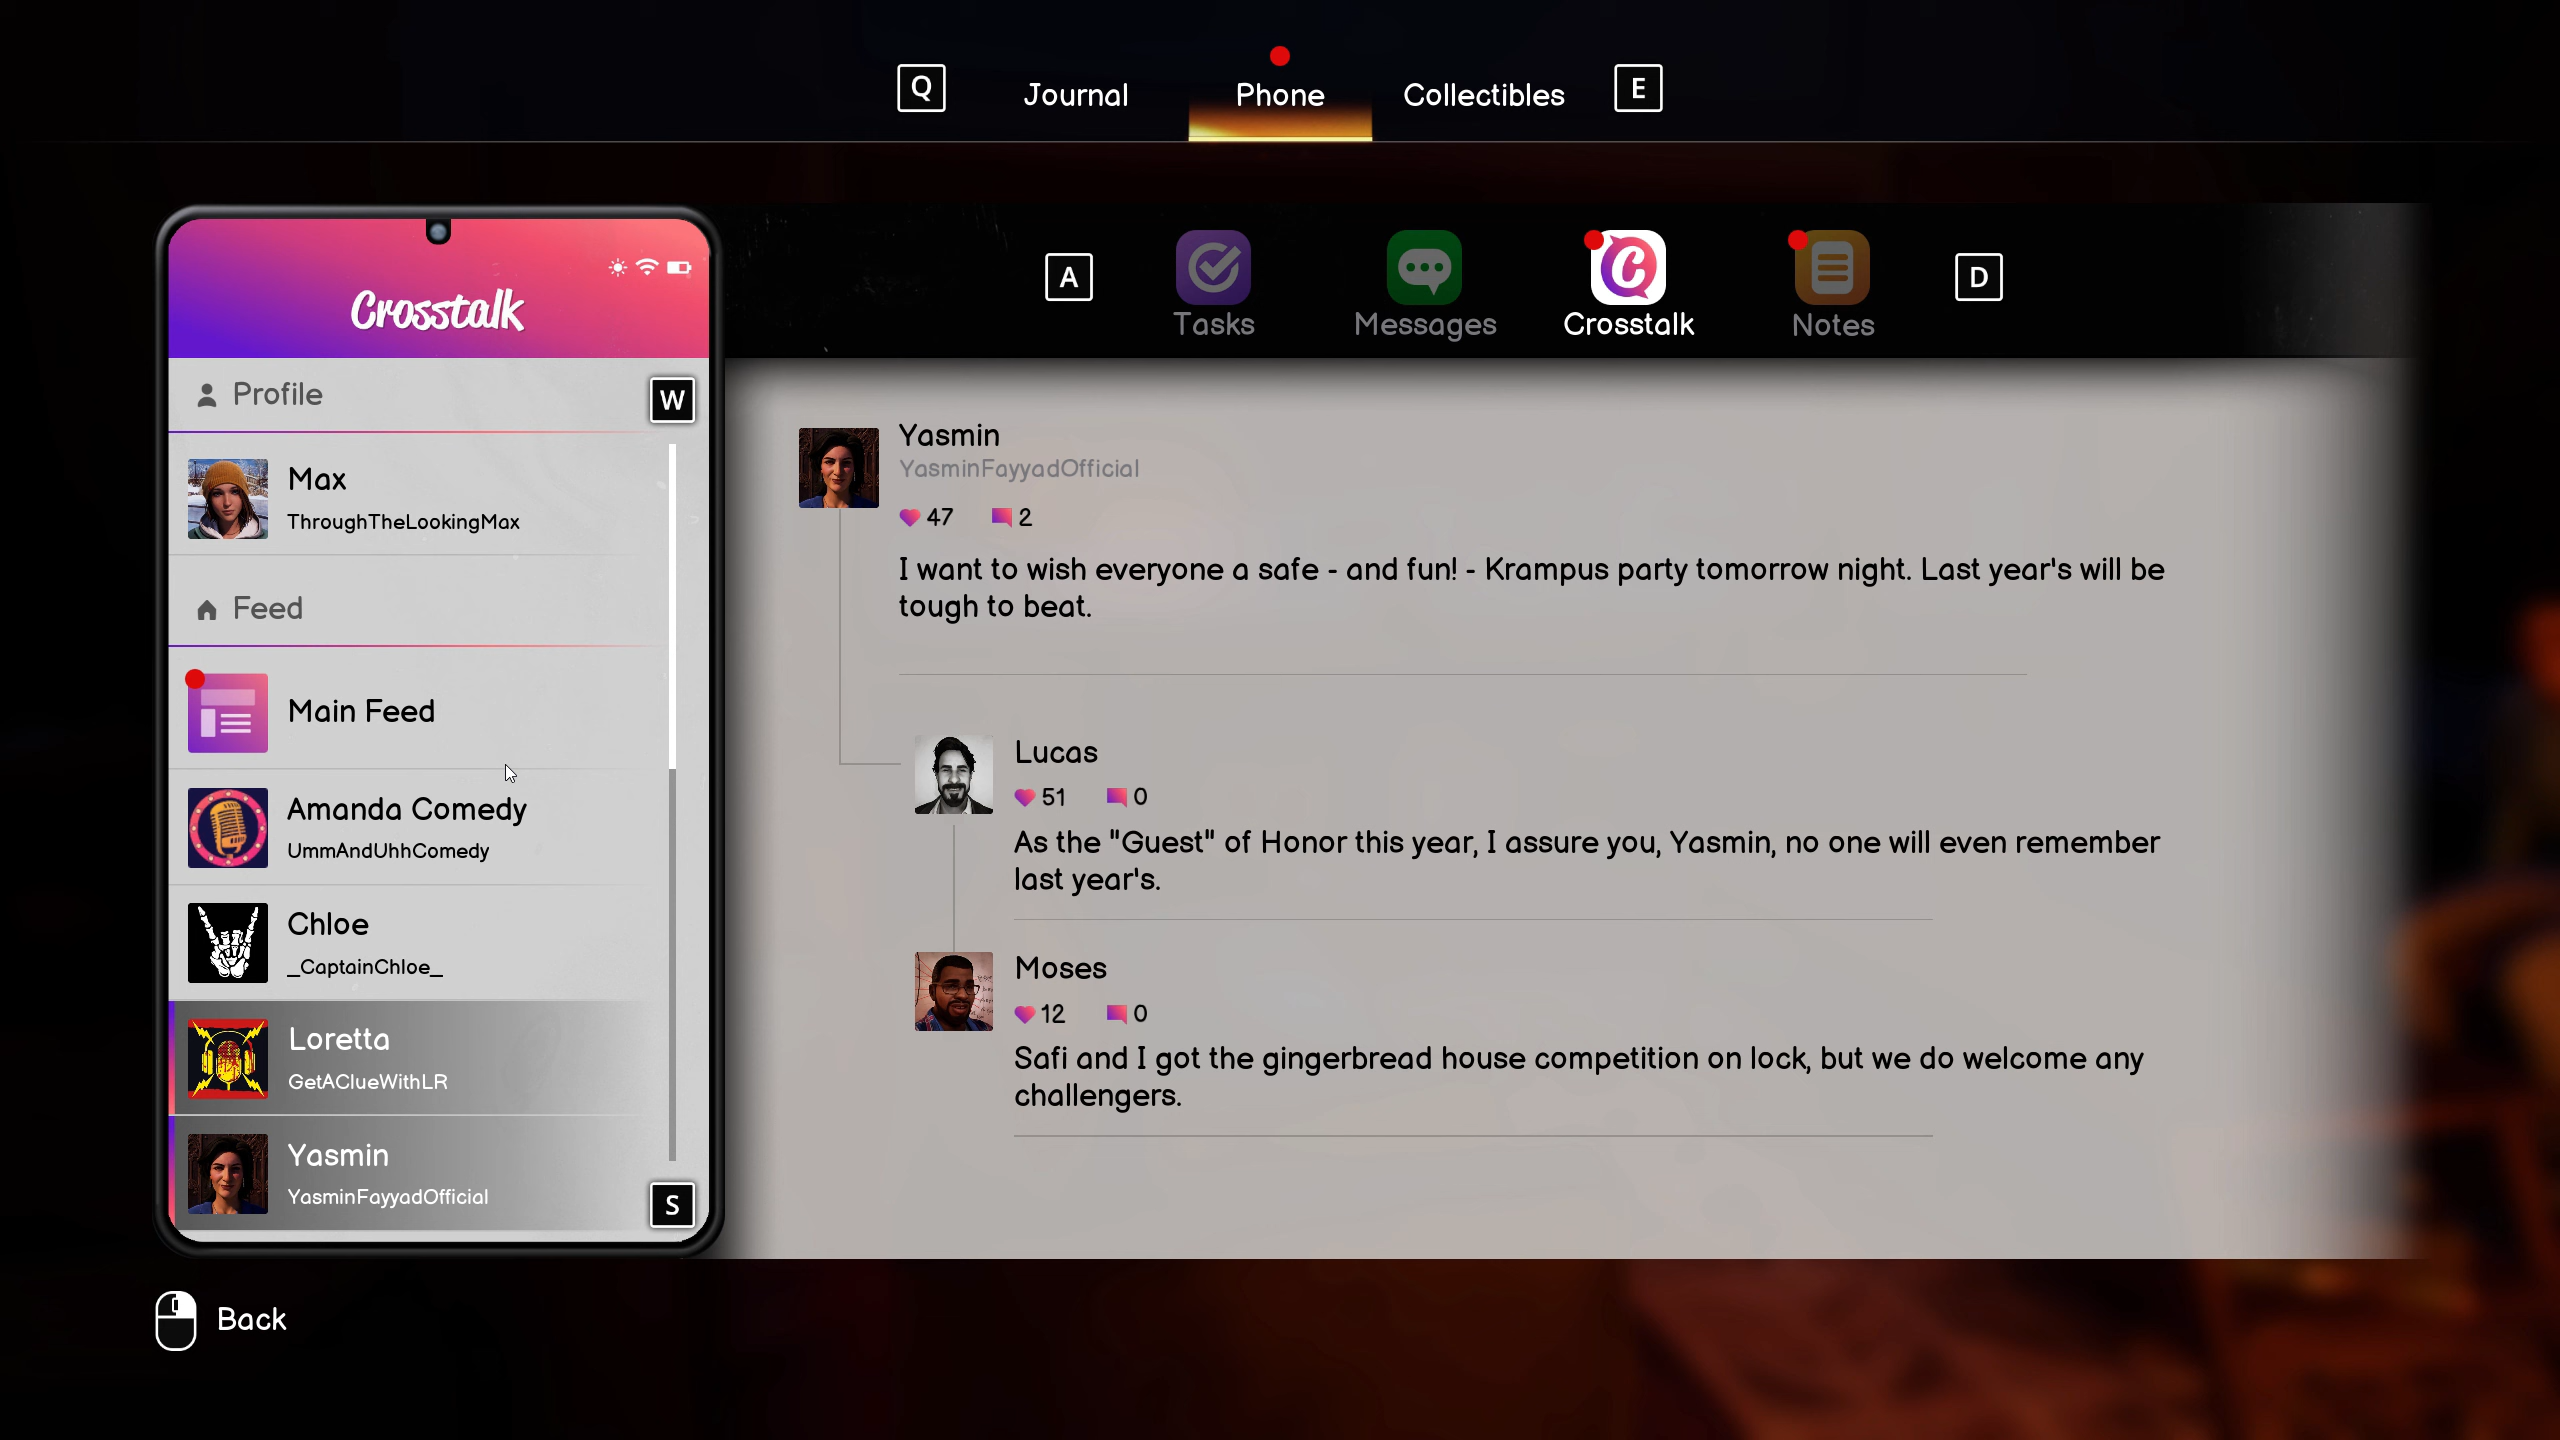 Q
Journal
Phone
Collectibles
E
Crosstalk
A
Tasks
Messages
Crosstalk
Notes
D
Profile
W
Max
ThroughTheLookingMax
Feed
Main Feed
Amanda Comedy
UmmAndUhhComedy
Chloe
_CaptainChloe_
Loretta
GetAClueWithLR
Yasmin
YasminFayyadOfficial
S
Yasmin
YasminFayyadOfficial
47 2
I want to wish everyone a safe - and fun! - Krampus party tomorrow night. Last year's will be
tough to beat.
Lucas
51 0
As the "Guest" of Honor this year, I assure you, Yasmin, no one will even remember
last year's.
Moses
12 0
Safi and I got the gingerbread house competition on lock, but we do welcome any
challengers.
Back